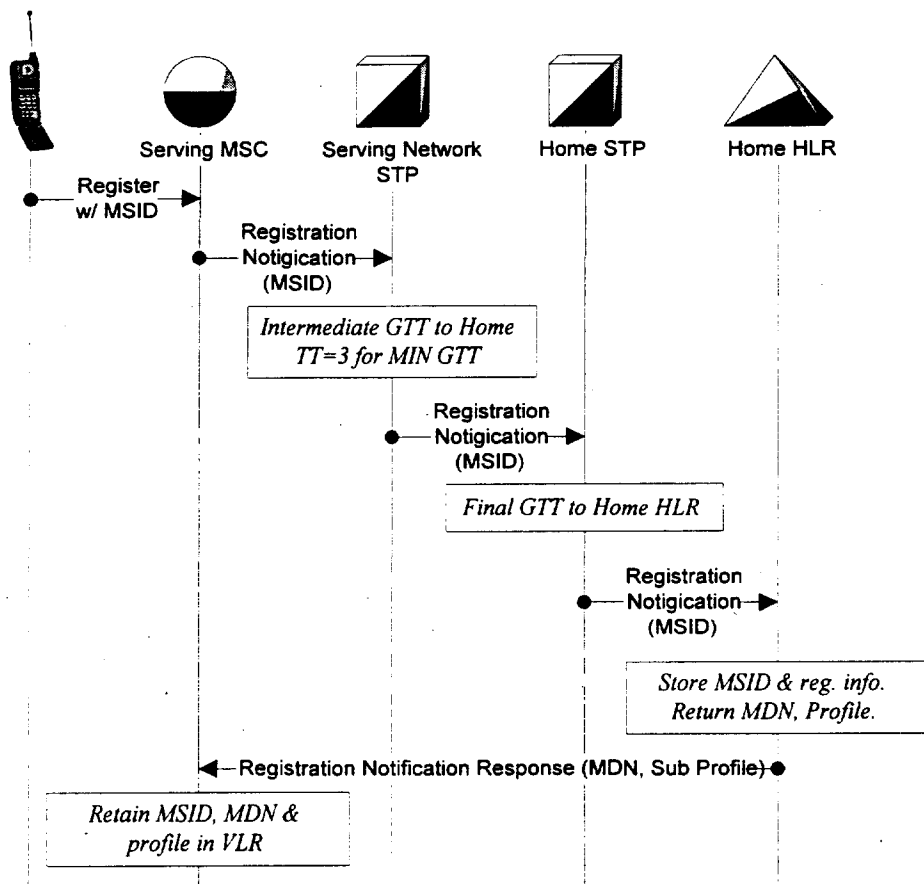 Serving MSC
Serving Network
STP
Home STP
Home HLR
Register
w/ MSID
Registration
Notigication
(MSID)
Intermediate GTT to Home
TT=3 for MIN GTT
Registration
Notigication
(MSID)
Final GTT to Home HLR
Registration
Notigication
(MSID)
Store MSID & reg. info.
Return MDN, Profile.
Registration Notification Response (MDN, Sub Profile)
Retain MSID, MDN &
profile in VLR